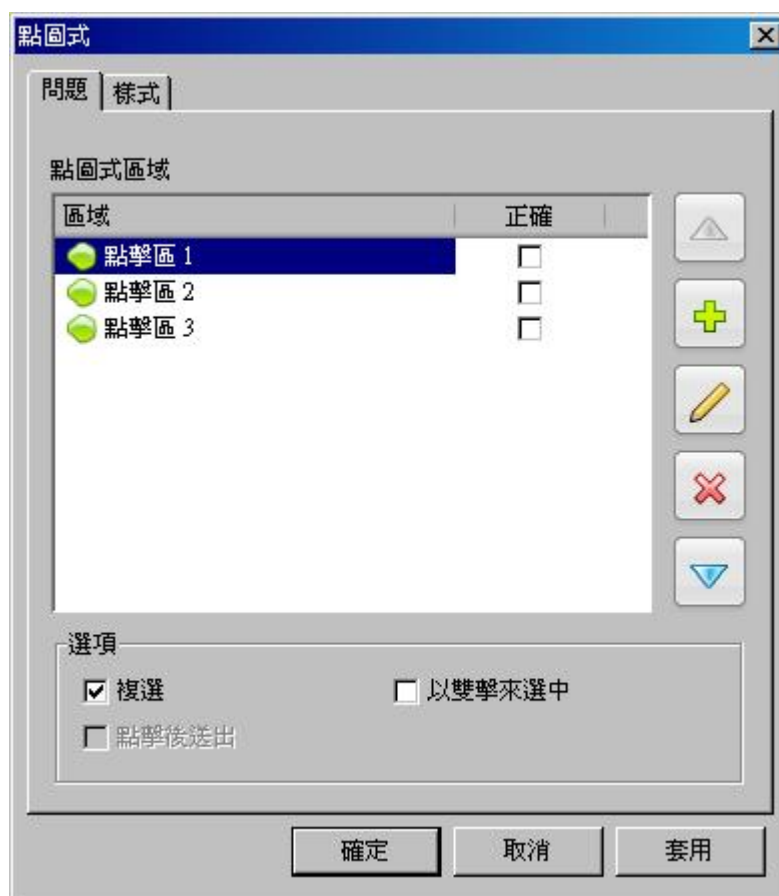 點圖式
問題 樣式
點圖式區域
區域 正確
點擊區 1
點擊區 2
點擊區 3
選項
複選 以雙擊來選中
點擊後送出
確定 取消 套用